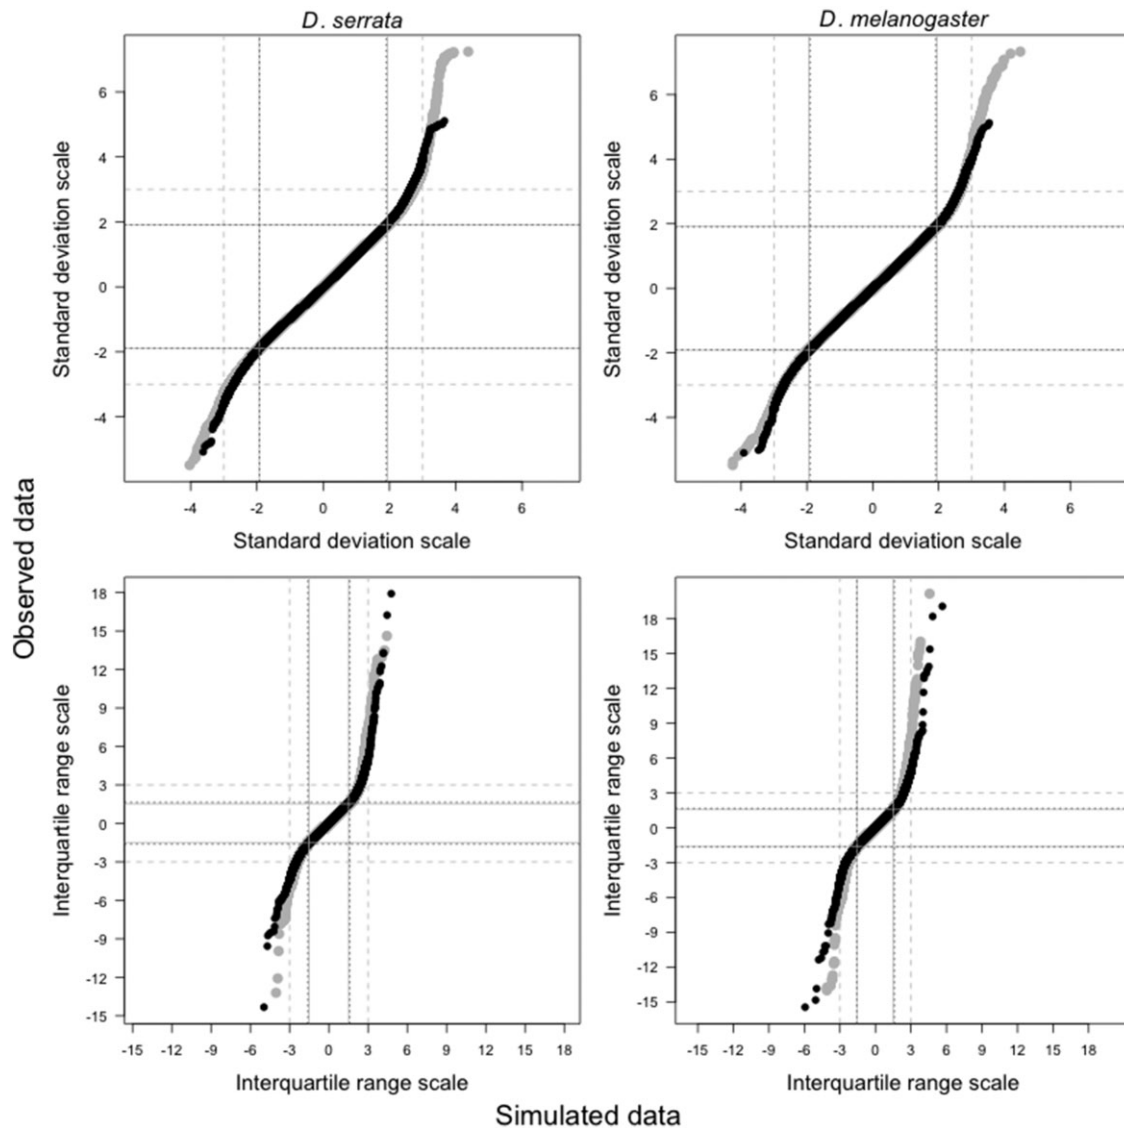 D. serrata
D. melanogaster
Standard deviation scale
6
4
2
0
-2
-4
-4 -2 0 2 4 6
Standard deviation scale
Standard deviation scale
6
4
2
0
-2
-4
-4 -2 0 2 4 6
Standard deviation scale
Observed data
Interquartile range scale
18
15
12
9
6
3
0
-3
-6
-9
-12
-15
-15 -12 -9 -6 -3 0 3 6 9 12 15 18
Interquartile range scale
Interquartile range scale
18
15
12
9
6
3
0
-3
-6
-9
-12
-15
-15 -12 -9 -6 -3 0 3 6 9 12 15 18
Interquartile range scale
Simulated data